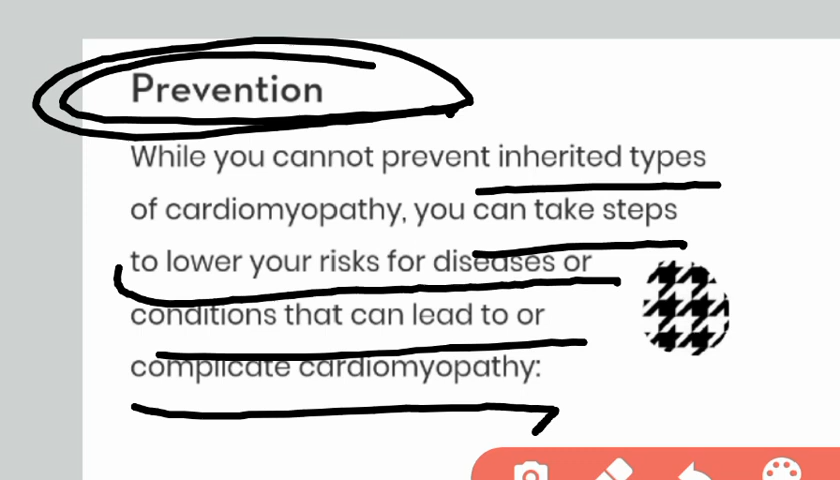 Prevention
While you cannot prevent inherited types
of cardiomyopathy, you can take steps
to lower your risks for diseases or
conditions that can lead to or
complicate cardiomyopathy: